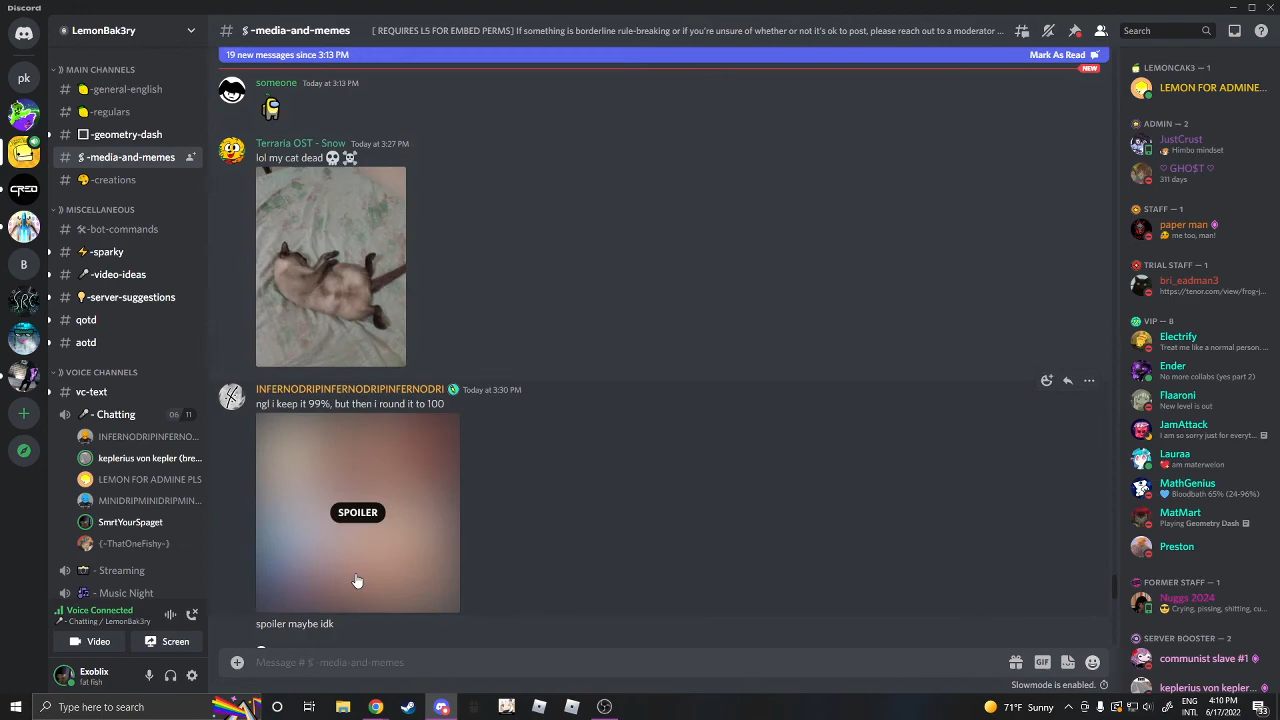 Discord
LemonBak3ry
-media-and-memes
[ REQUIRES L5 FOR EMBED PERMS] If something is borderline rule-breaking or if you're unsure of whether or not it's ok to post, please reach out to a moderator ...
Search
19 new messages since 3:13 PM
Mark As Read
NEW
MAIN CHANNELS
-general-english
-regulars
-geometry-dash
-media-and-memes
-creations
MISCELLANEOUS
-bot-commands
-sparky
-video-ideas
-server-suggestions
qotd
aotd
VOICE CHANNELS
vc-text
- Chatting
06 11
INFERNODRIPINFERNO...
keplerius von kepler (bre...
LEMON FOR ADMINE PLS
MINIDRIPMINIDRIPMIN...
SmrtYourSpaget
{~ThatOneFishy~}
- Streaming
- Music Night
Voice Connected
- Chatting / LemonBak3ry
Video
Screen
Exoblix
fat fish
pk
CREO
B
someone Today at 3:13 PM
Terraria OST - Snow Today at 3:27 PM
lol my cat dead 💀☠
INFERNODRIPINFERNODRIPINFERNODRI Today at 3:30 PM
ngl i keep it 99%, but then i round it to 100
SPOILER
spoiler maybe idk
Message # -media-and-memes
GIF
Slowmode is enabled.
LEMONCAK3 — 1
LEMON FOR ADMINE...
ADMIN — 2
JustCrust
Himbo mindset
♡ GHO$T ♡
311 days
STAFF — 1
paper man
me too, man!
TRIAL STAFF — 1
bri_eadman3
https://tenor.com/view/frog-j...
VIP — 8
Electrify
Treat me like a normal person. ...
Ender
No more collabs (yes part 2)
Flaaroni
New level is out
JamAttack
I am so sorry just for everyt...
Lauraa
am materwelon
MathGenius
Bloodbath 65% (24-96%)
MatMart
Playing Geometry Dash
Preston
FORMER STAFF — 1
Nuggs 2024
Crying, pissing, shitting, cu...
SERVER BOOSTER — 2
communist slave #1
keplerius von kepler...
Type here to search
71°F Sunny
ENG
INTL
4:10 PM
6/17/2022